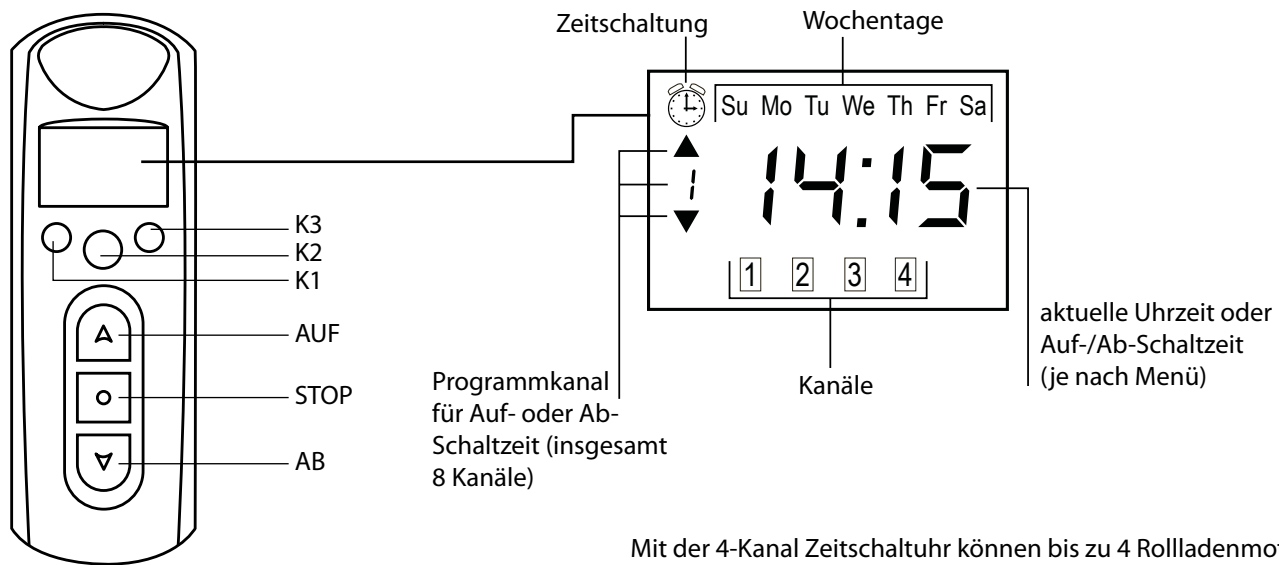 Zeitschaltung
Wochentage
Su Mo Tu We Th Fr Sa
1
14:15
1 2 3 4
K3
K2
K1
AUF
STOP
AB
Programmkanal
für Auf- oder Ab-
Schaltzeit (insgesamt
8 Kanäle)
Kanäle
aktuelle Uhrzeit oder
Auf-/Ab-Schaltzeit
(je nach Menü)
Mit der 4-Kanal Zeitschaltuhr können bis zu 4 Rollladenmot